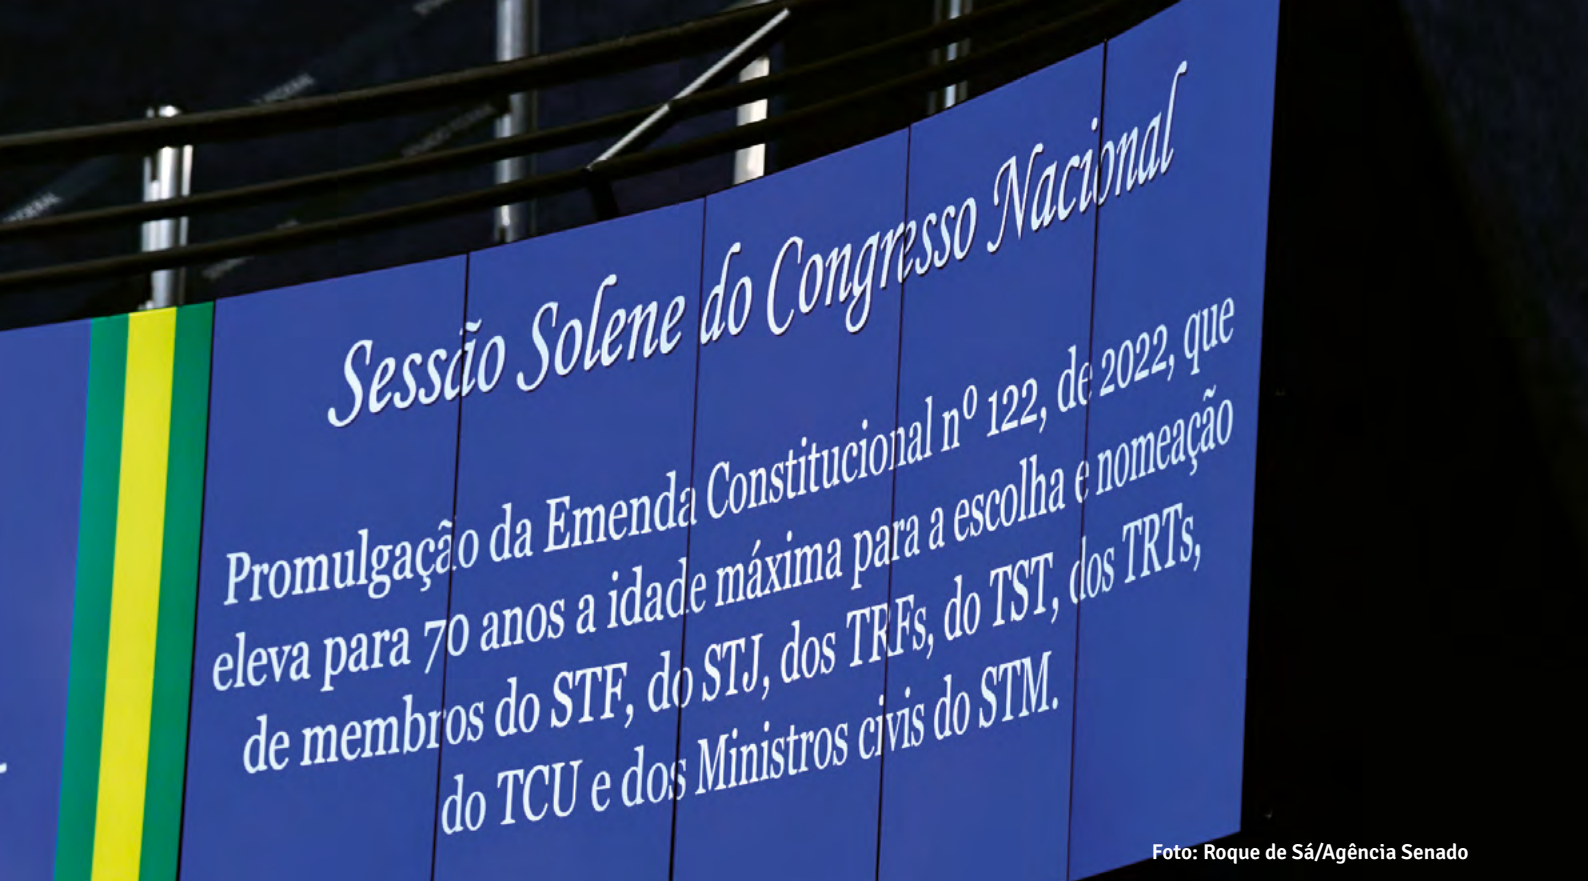 Sessão Solene do Congresso Nacional
Promulgação da Emenda Constitucional nº 122, de 2022, que
eleva para 70 anos a idade máxima para a escolha e nomeação
de membros do STF, do STJ, dos TRFs, do TST, dos TRTs,
do TCU e dos Ministros civis do STM.
Foto: Roque de Sá/Agência Senado